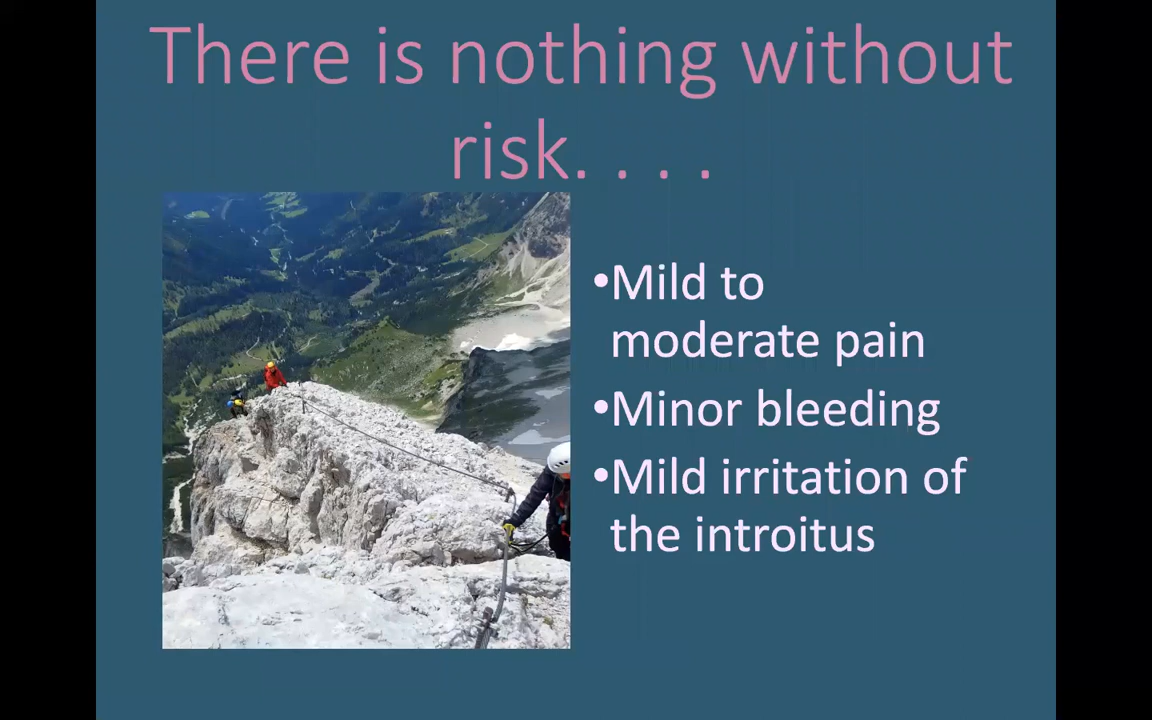 There is nothing without
risk. . . .
•Mild to
moderate pain
•Minor bleeding
•Mild irritation of
the introitus